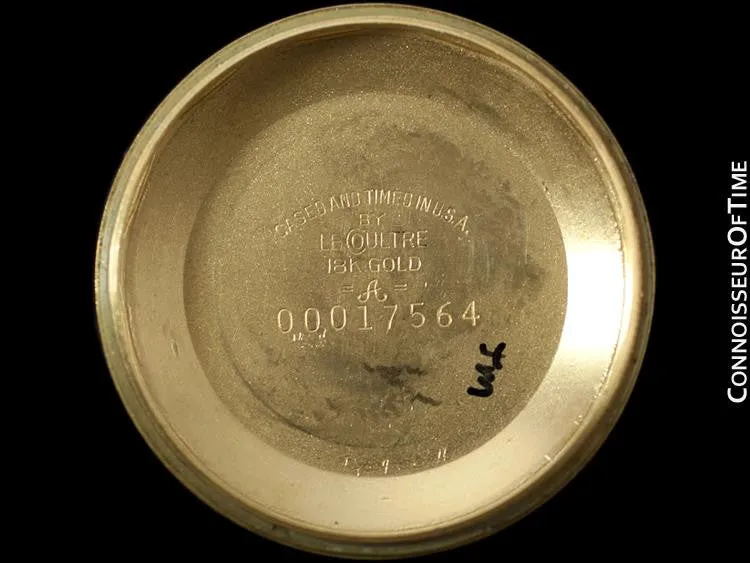 CASED AND TIMED IN U.S.A.
BY
LECOULTRE
18K GOLD
= A =
00017564
CONNOISSEUROFTIME